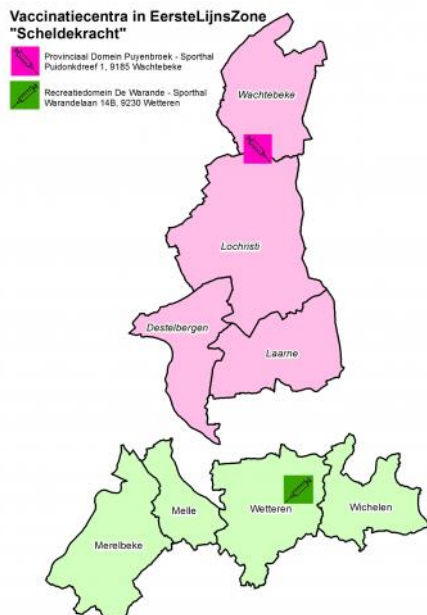 Vaccinatiecentra in EersteLijnsZone
"Scheldekracht"
Provinciaal Domein Puyenbroek - Sporthal
Puidonkdreef 1, 9185 Wachtebeke
Recreatiedomein De Warande - Sporthal
Warandelaan 14B, 9230 Wetteren
Wachtebeke
Lochristi
Destelbergen
Laarne
Melle
Wetteren
Wichelen
Merelbeke